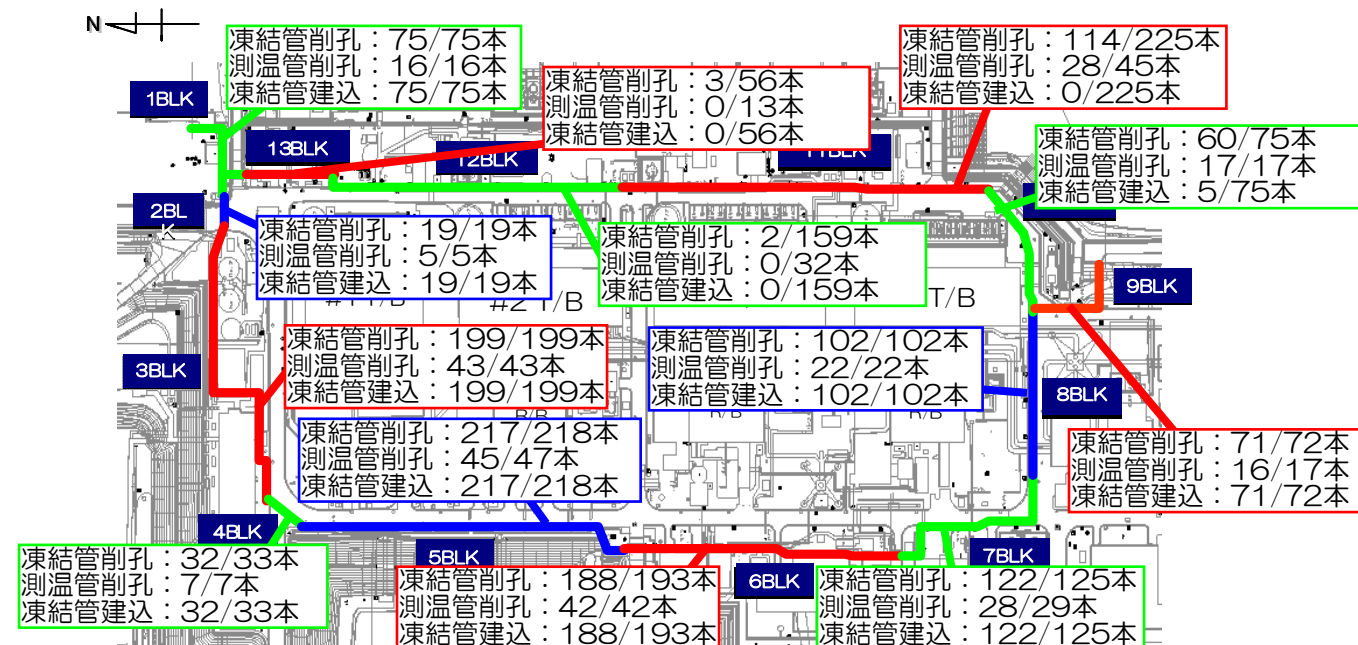 N
凍結管削孔：75/75本
測温管削孔：16/16本
凍結管建込：75/75本
凍結管削孔：114/225本
測温管削孔：28/45本
凍結管建込：0/225本
凍結管削孔：3/56本
測温管削孔：0/13本
凍結管建込：0/56本
1BLK
13BLK
12BLK
11BLK
凍結管削孔：60/75本
測温管削孔：17/17本
凍結管建込：5/75本
2BL
K
凍結管削孔：19/19本
測温管削孔：5/5本
凍結管建込：19/19本
凍結管削孔：2/159本
測温管削孔：0/32本
凍結管建込：0/159本
#1 T/B
#2 T/B
T/B
9BLK
凍結管削孔：199/199本
測温管削孔：43/43本
凍結管建込：199/199本
凍結管削孔：102/102本
測温管削孔：22/22本
凍結管建込：102/102本
3BLK
8BLK
R/B
R/B
R/B
凍結管削孔：217/218本
測温管削孔：45/47本
凍結管建込：217/218本
凍結管削孔：71/72本
測温管削孔：16/17本
凍結管建込：71/72本
4BLK
5BLK
6BLK
7BLK
凍結管削孔：32/33本
測温管削孔：7/7本
凍結管建込：32/33本
凍結管削孔：188/193本
測温管削孔：42/42本
凍結管建込：188/193本
凍結管削孔：122/125本
測温管削孔：28/29本
凍結管建込：122/125本